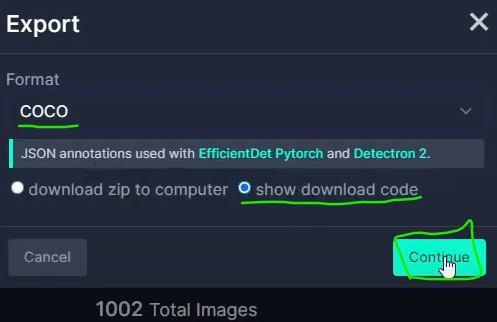 Export
Format
COCO
JSON annotations used with EfficientDet Pytorch and Detectron 2.
download zip to computer show download code
Cancel Continue
1002 Total Images